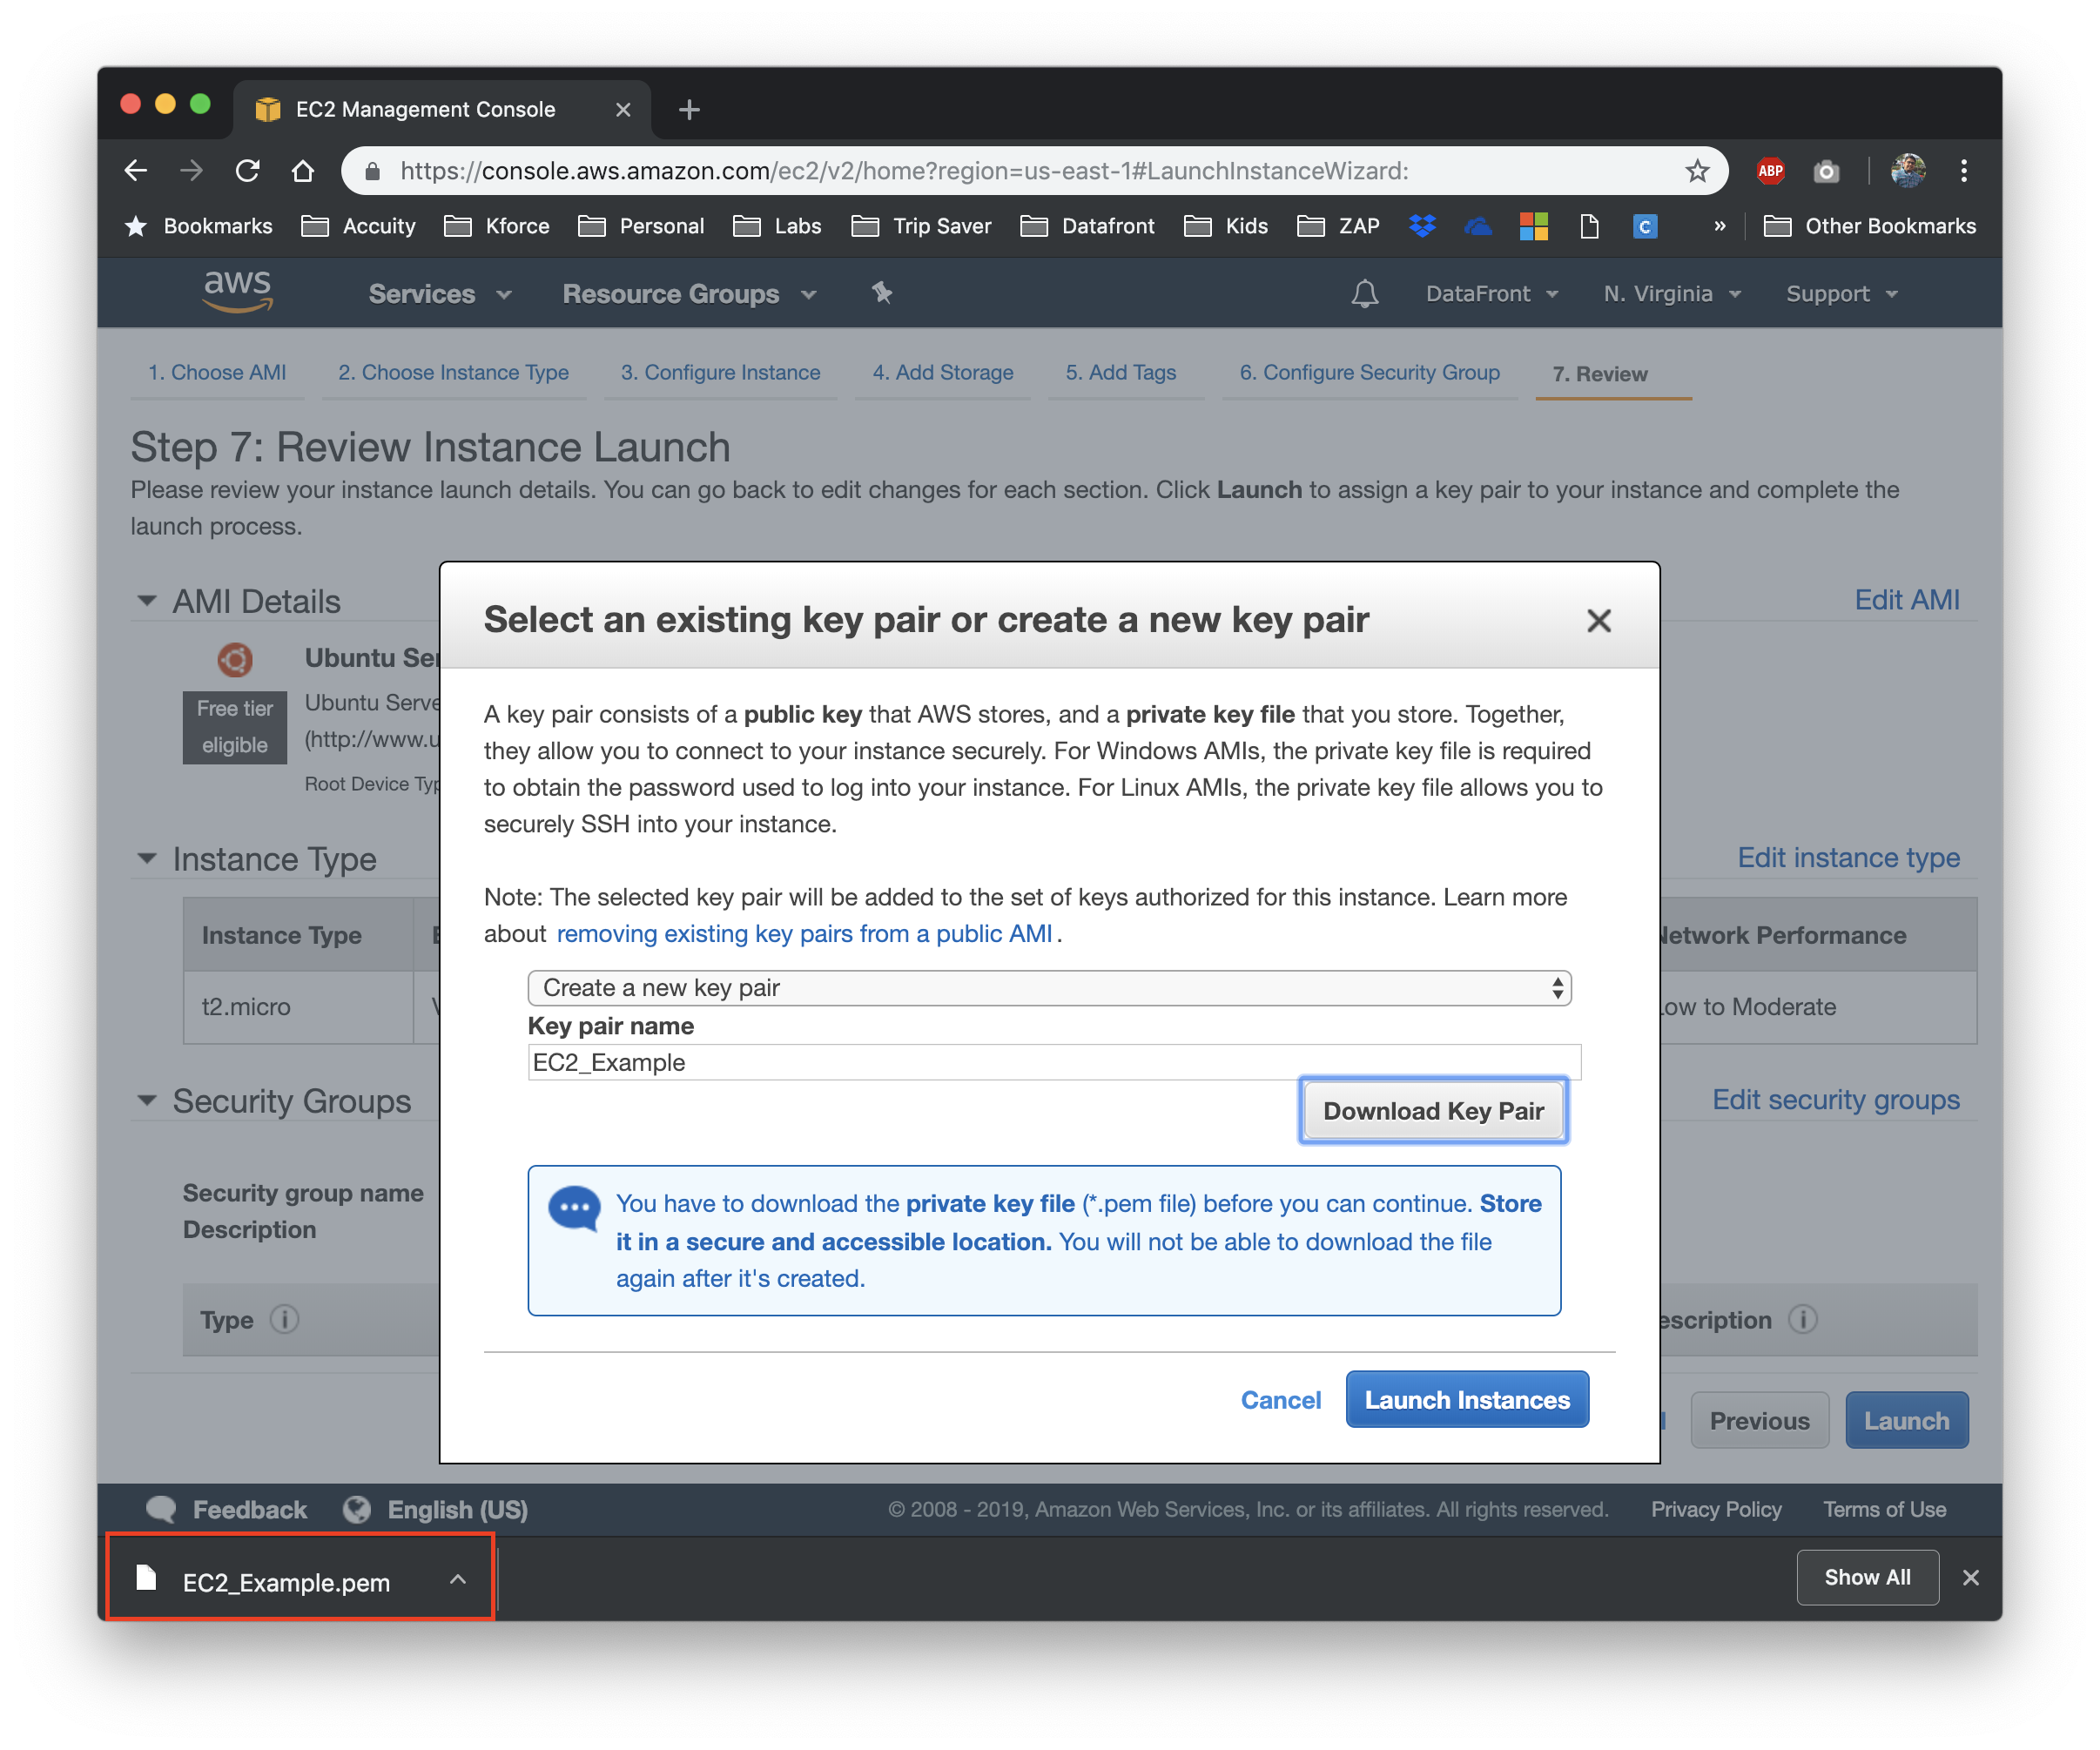 EC2 Management Console
https://console.aws.amazon.com/ec2/v2/home?region=us-east-1#LaunchInstanceWizard:
ABP
Bookmarks Accuity Kforce Personal Labs Trip Saver Datafront Kids ZAP C » Other Bookmarks
aws Services Resource Groups DataFront N. Virginia Support
1. Choose AMI 2. Choose Instance Type 3. Configure Instance 4. Add Storage 5. Add Tags 6. Configure Security Group 7. Review
Step 7: Review Instance Launch
Please review your instance launch details. You can go back to edit changes for each section. Click Launch to assign a key pair to your instance and complete the
launch process.
AMI Details
Edit AMI
Ubuntu Ser
Free tier
eligible
Ubuntu Serve
(http://www.u
Root Device Typ
Instance Type
Edit instance type
Instance Type
Network Performance
t2.micro
Low to Moderate
Security Groups
Edit security groups
Security group name
Description
Type
escription
Previous
Launch
Select an existing key pair or create a new key pair
A key pair consists of a public key that AWS stores, and a private key file that you store. Together,
they allow you to connect to your instance securely. For Windows AMIs, the private key file is required
to obtain the password used to log into your instance. For Linux AMIs, the private key file allows you to
securely SSH into your instance.
Note: The selected key pair will be added to the set of keys authorized for this instance. Learn more
about removing existing key pairs from a public AMI .
Create a new key pair
Key pair name
EC2_Example
Download Key Pair
You have to download the private key file (*.pem file) before you can continue. Store
it in a secure and accessible location. You will not be able to download the file
again after it's created.
Cancel
Launch Instances
Feedback English (US) © 2008 - 2019, Amazon Web Services, Inc. or its affiliates. All rights reserved. Privacy Policy Terms of Use
EC2_Example.pem
Show All